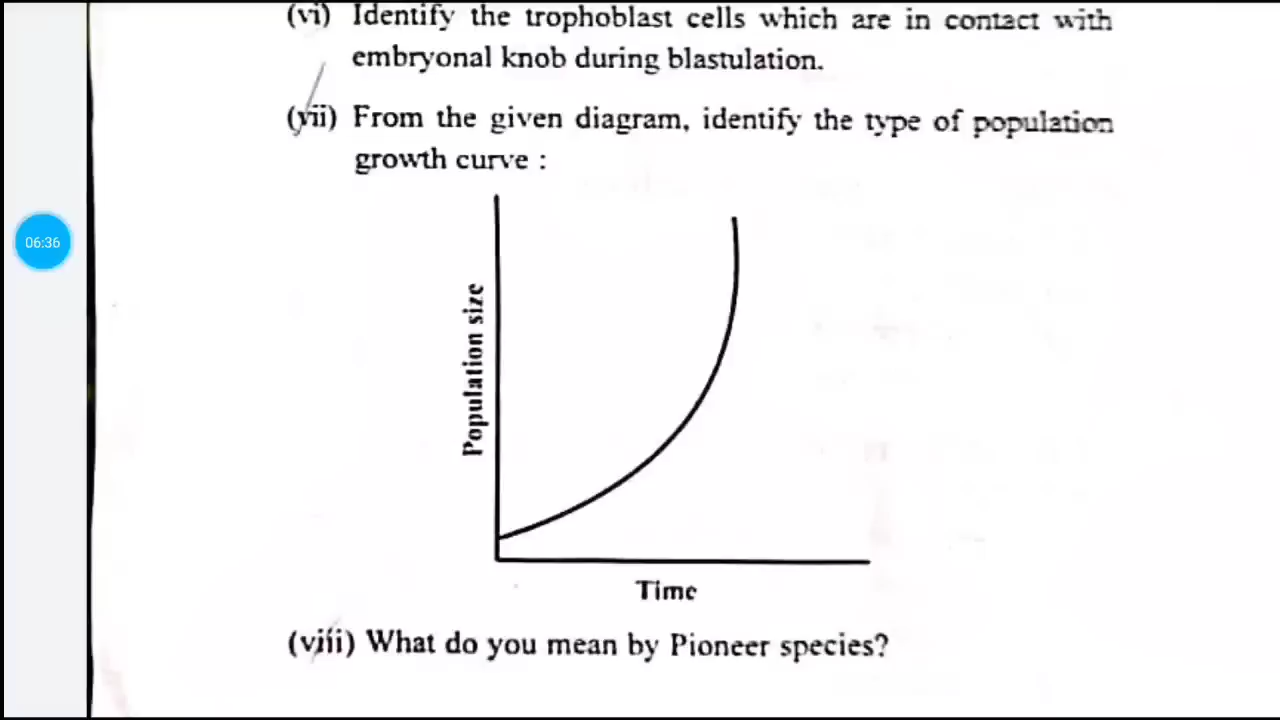 (vi) Identify the trophoblast cells which are in contact with
embryonal knob during blastulation.
(vii) From the given diagram, identify the type of population
growth curve :
06:36
Population size
Time
(viii) What do you mean by Pioneer species?